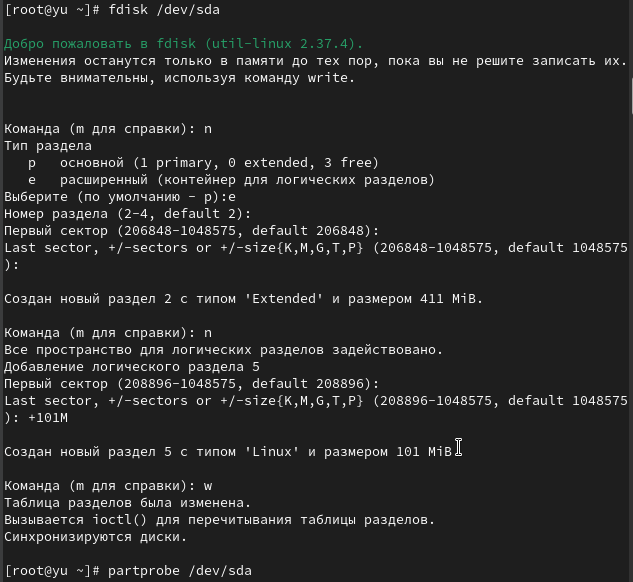 [root@yu ~]# fdisk /dev/sda
Добро пожаловать в fdisk (util-linux 2.37.4).
Изменения останутся только в памяти до тех пор, пока вы не решите записать их.
Будьте внимательны, используя команду write.
Команда (m для справки): n
Тип раздела
p   основной (1 primary, 0 extended, 3 free)
e   расширенный (контейнер для логических разделов)
Выберите (по умолчанию - p):e
Номер раздела (2-4, default 2):
Первый сектор (206848-1048575, default 206848):
Last sector, +/-sectors or +/-size{K,M,G,T,P} (206848-1048575, default 1048575
):
Создан новый раздел 2 с типом 'Extended' и размером 411 MiB.
Команда (m для справки): n
Все пространство для логических разделов задействовано.
Добавление логического раздела 5
Первый сектор (208896-1048575, default 208896):
Last sector, +/-sectors or +/-size{K,M,G,T,P} (208896-1048575, default 1048575
): +101M
Создан новый раздел 5 с типом 'Linux' и размером 101 MiB.
Команда (m для справки): w
Таблица разделов была изменена.
Вызывается ioctl() для перечитывания таблицы разделов.
Синхронизируются диски.
[root@yu ~]# partprobe /dev/sda